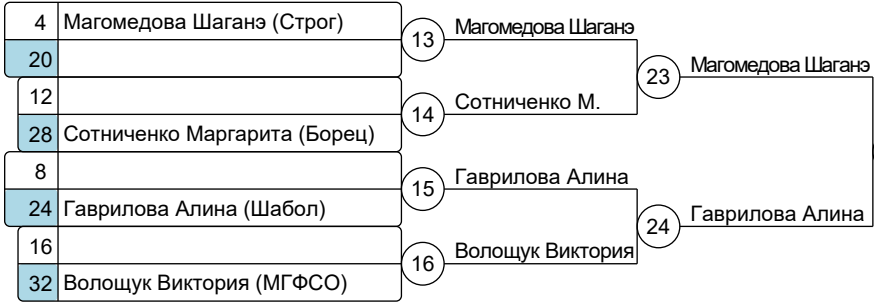 4 Магомедова Шаганэ (Строг)
20
13 Магомедова Шаганэ
12
28 Сотниченко Маргарита (Борец)
14 Сотниченко М.
23 Магомедова Шаганэ
8
24 Гаврилова Алина (Шабол)
15 Гаврилова Алина
16
32 Волощук Виктория (МГФСО)
16 Волощук Виктория
24 Гаврилова Алина